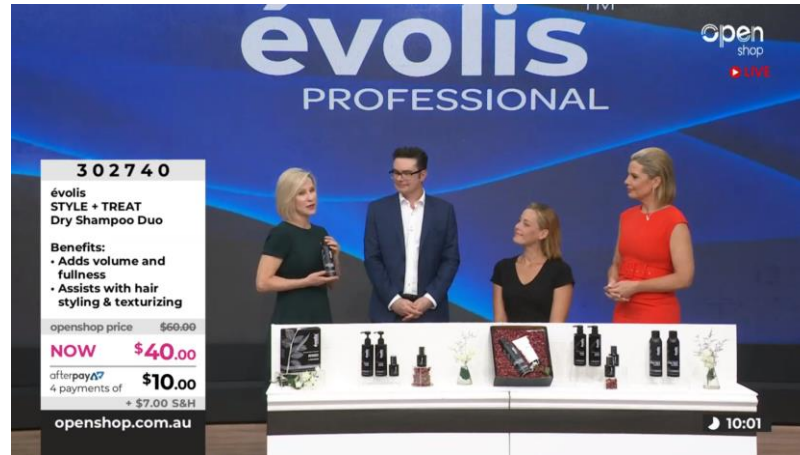 TM
évolis
PROFESSIONAL
open
shop
LIVE
302740
évolis
STYLE + TREAT
Dry Shampoo Duo
Benefits:
• Adds volume and
fullness
• Assists with hair
styling & texturizing
openshop price $60.00
NOW $40.00
afterpay
4 payments of $10.00
+ $7.00 S&H
openshop.com.au
10:01